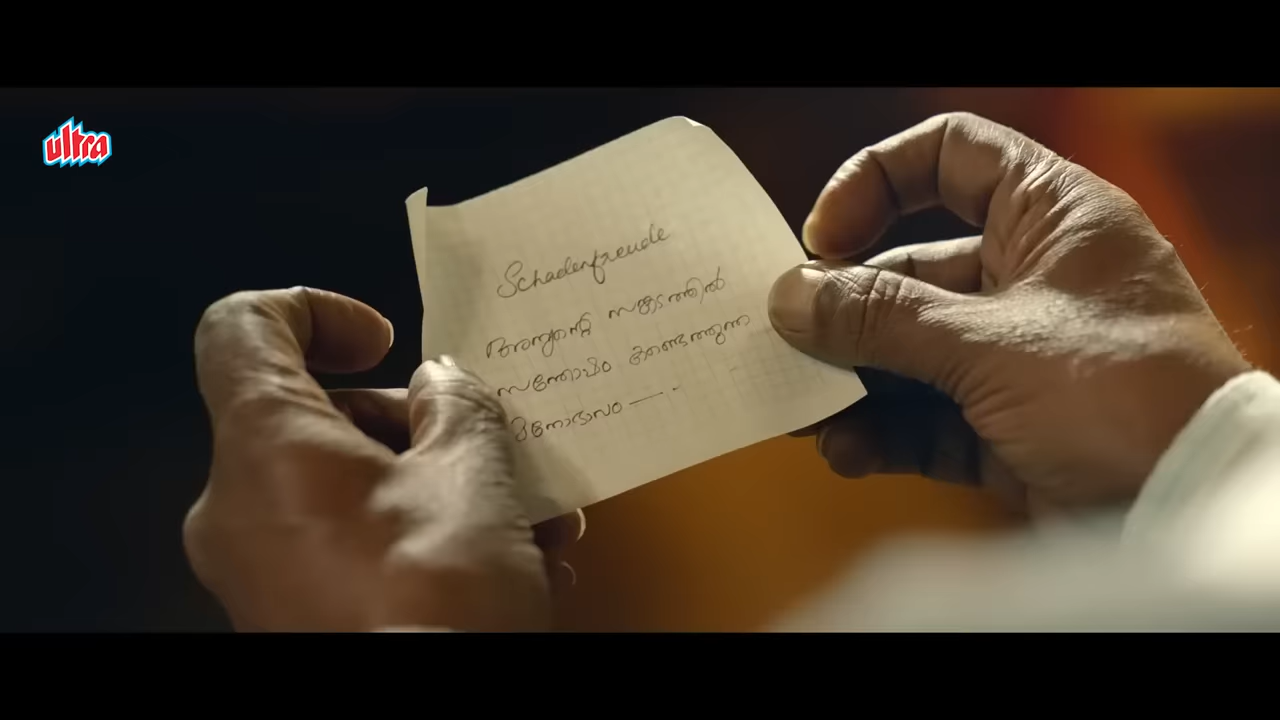 ultra
Schadenfreude
അന്യന്റെ സങ്കടത്തിൽ
സന്തോഷം കണ്ടെത്തുന്ന
മനോഭാവം —